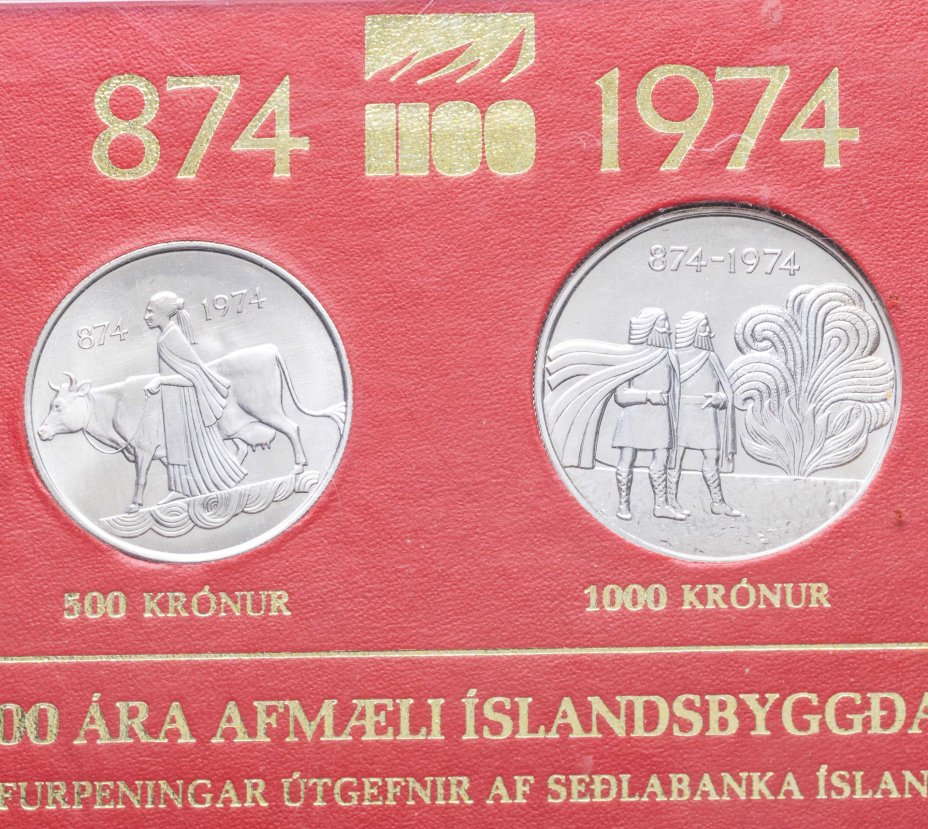 874 1100 1974
874 1974
874-1974
500 KRÓNUR
1000 KRÓNUR
00 ÁRA AFMÆLI ÍSLANDSBYGGÐA
FURPENINGAR ÚTGEFNIR AF SEÐLABANKA ÍSLAN